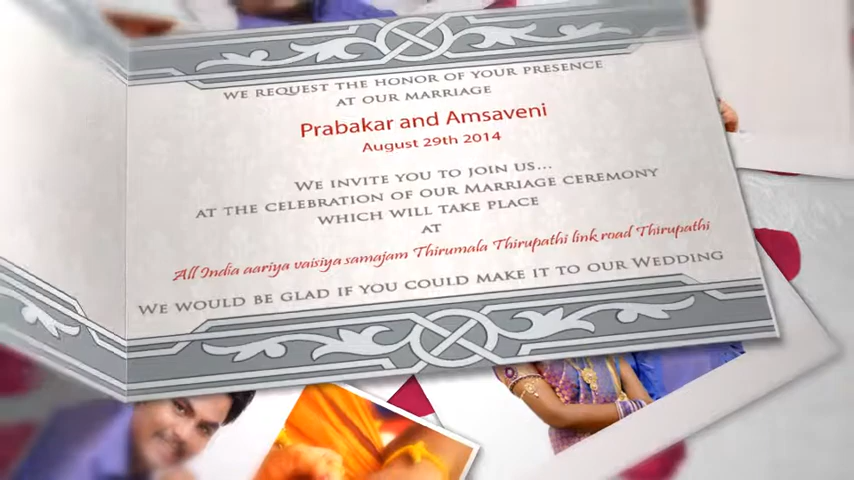 We request the honor of your presence
at our marriage
Prabakar and Amsaveni
August 29th 2014
We invite you to join us...
at the celebration of our Marriage ceremony
which will take place
at
All India aariya vaisiya samajam Thirumala Thirupathi link road Thirupathi
We would be glad if you could make it to our Wedding